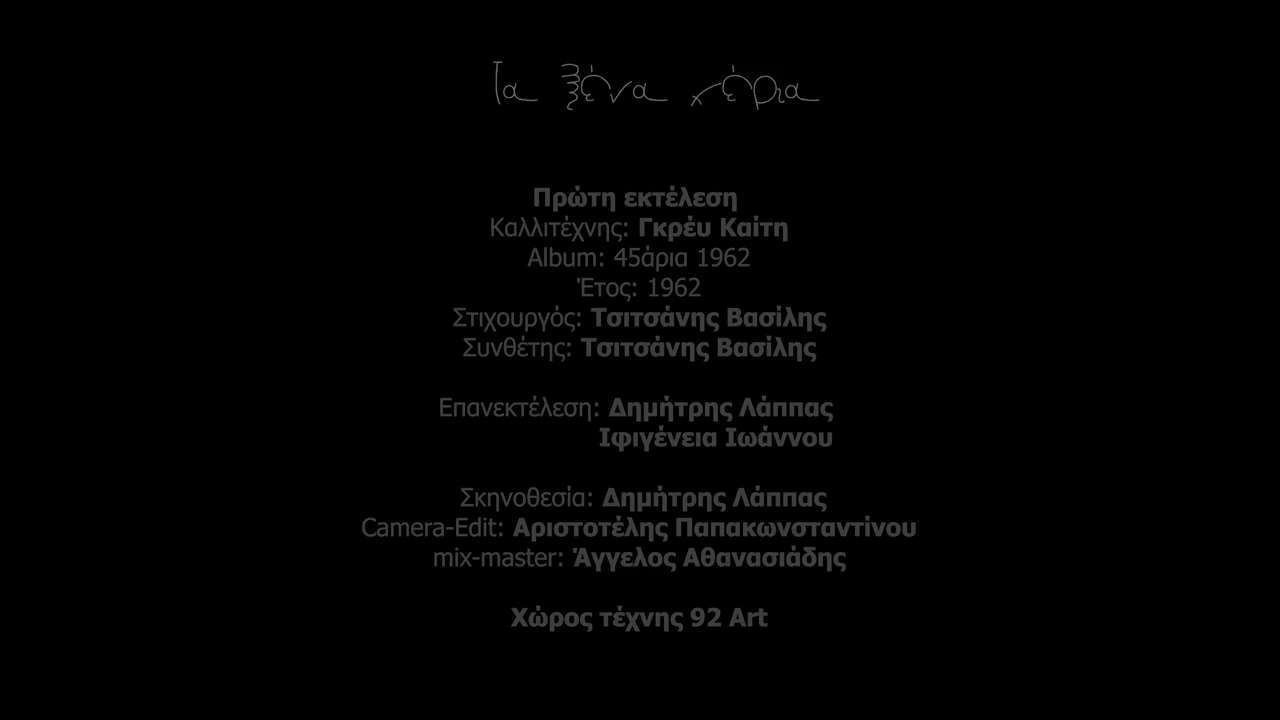 Τα ξένα χέρια
Πρώτη εκτέλεση
Καλλιτέχνης: Γκρέυ Καίτη
Album: 45άρια 1962
Έτος: 1962
Στιχουργός: Τσιτσάνης Βασίλης
Συνθέτης: Τσιτσάνης Βασίλης
Επανεκτέλεση: Δημήτρης Λάππας
Ιφιγένεια Ιωάννου
Σκηνοθεσία: Δημήτρης Λάππας
Camera-Edit: Αριστοτέλης Παπακωνσταντίνου
mix-master: Άγγελος Αθανασιάδης
Χώρος τέχνης 92 Art